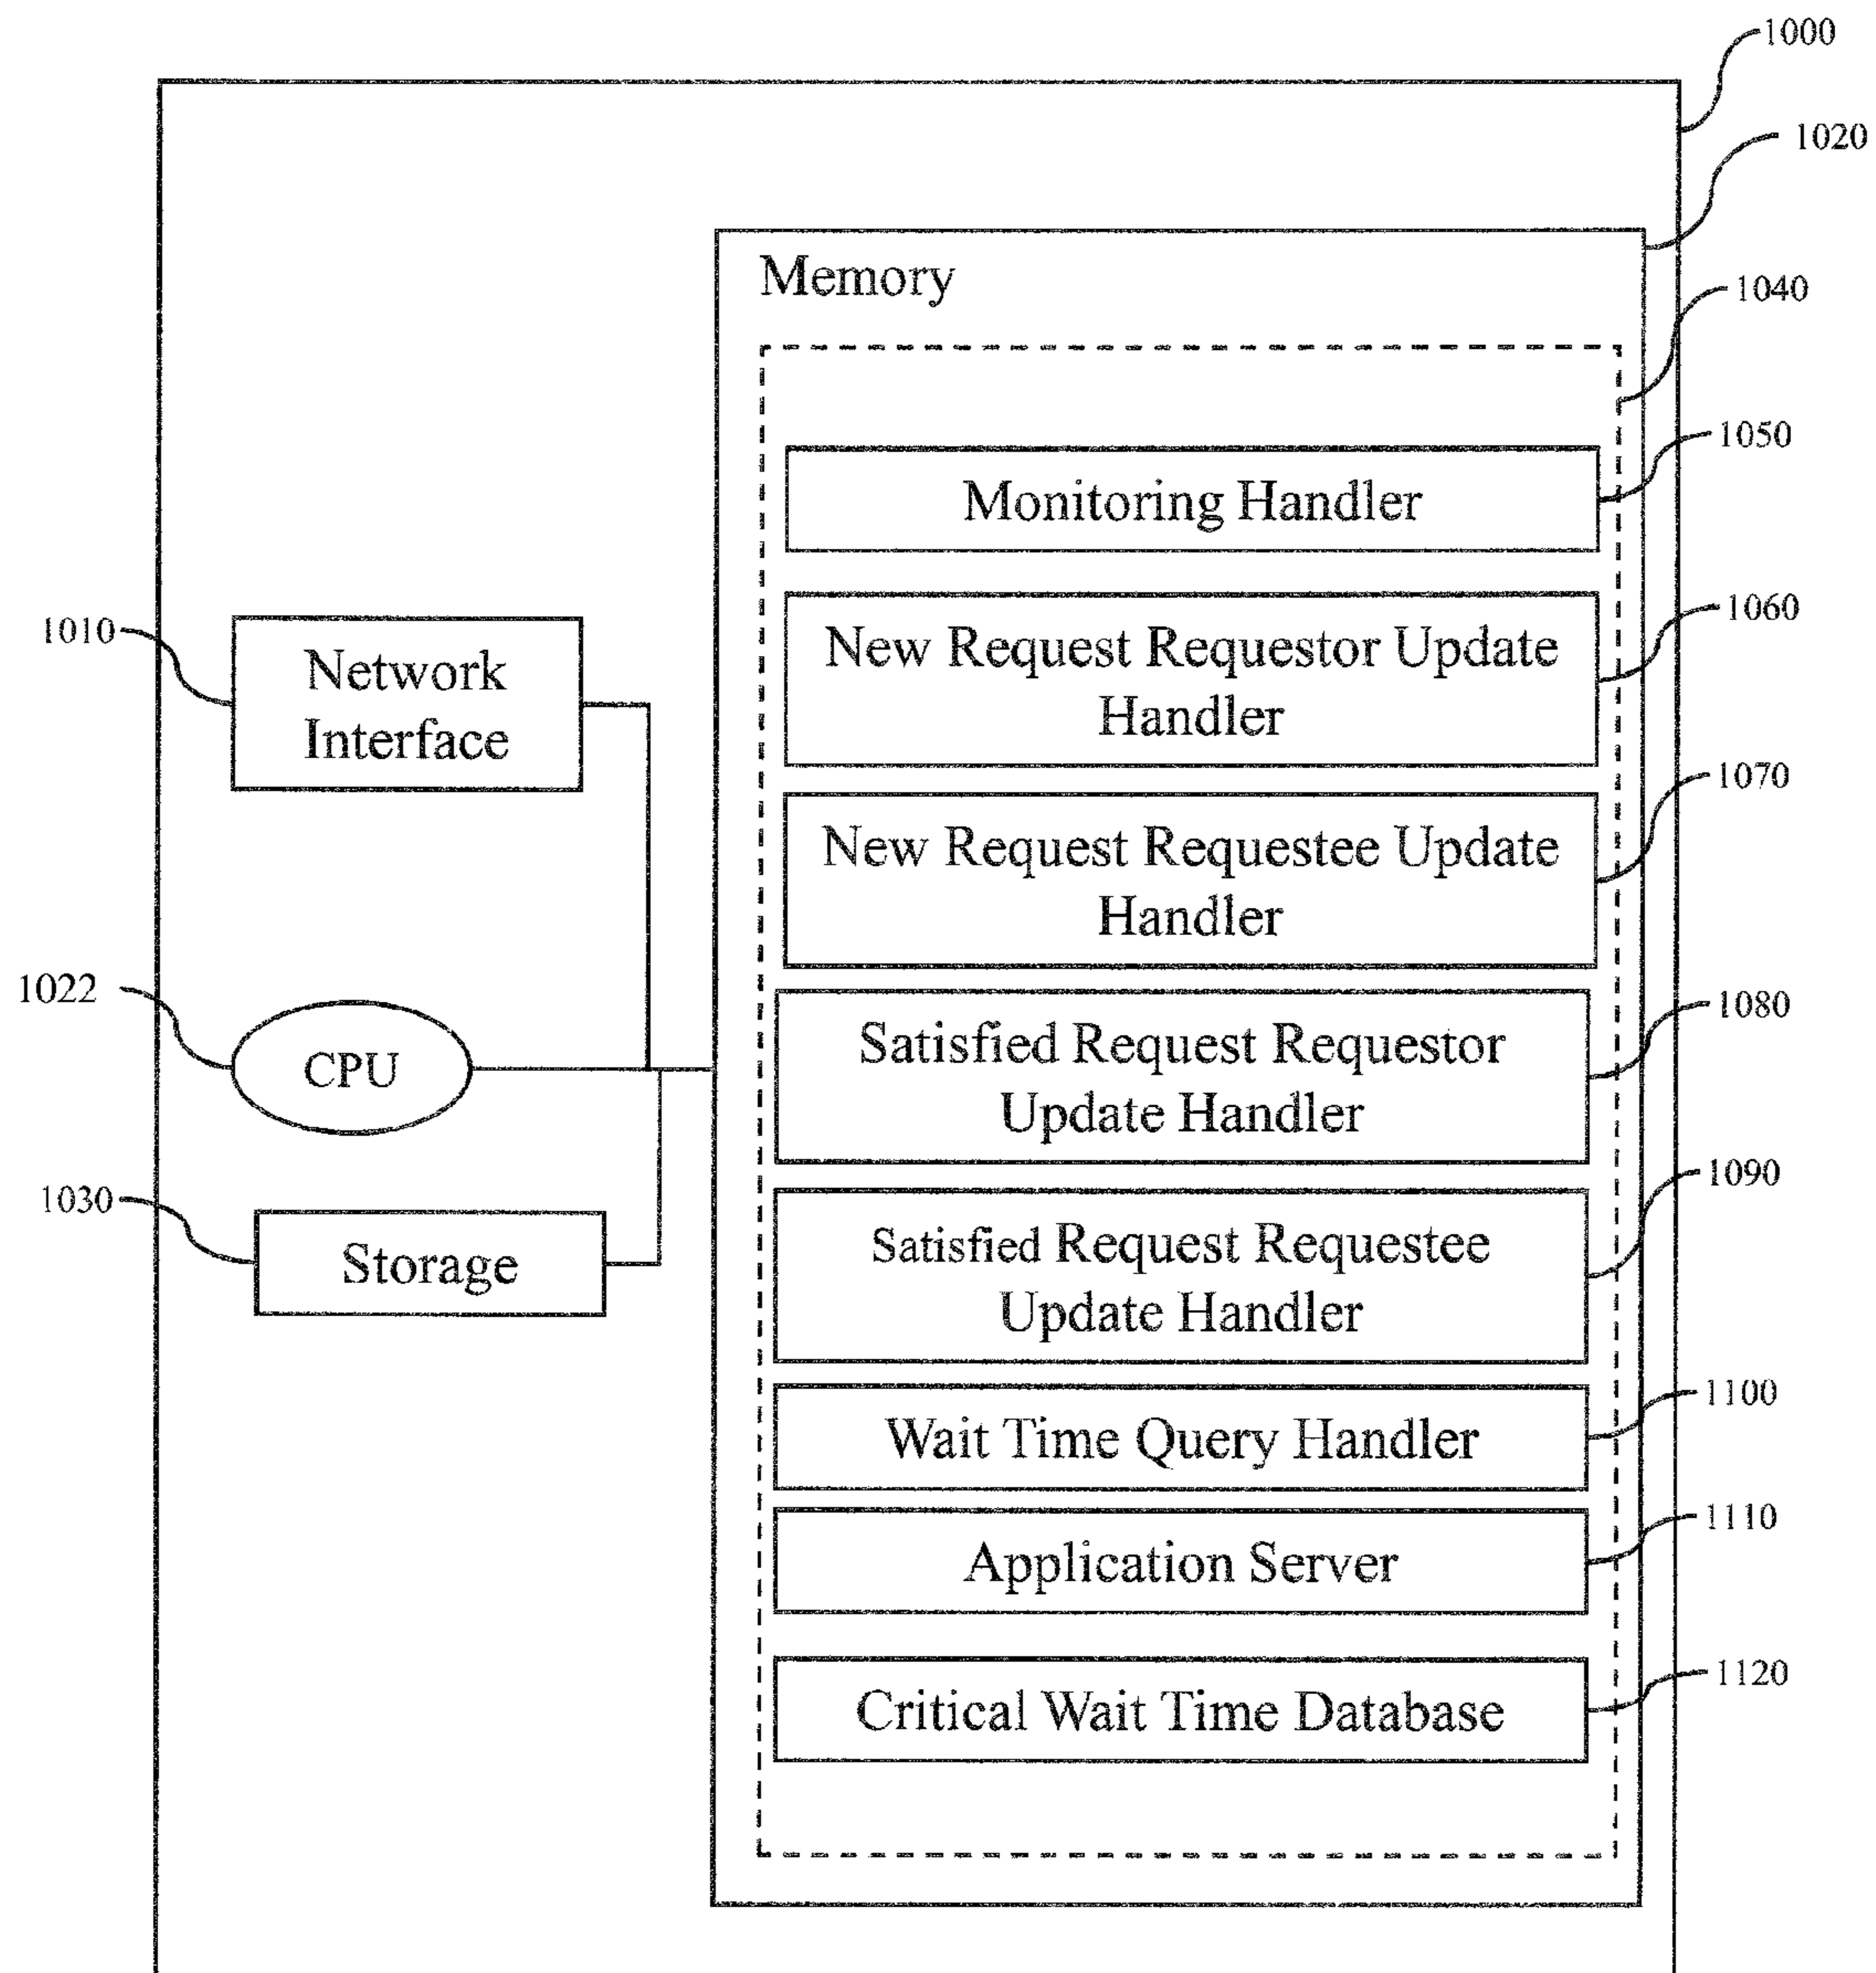 1000
1020
Memory
1040
1050
Monitoring Handler
1060
New Request Requestor Update
Handler
1010
Network
Interface
1070
New Request Requestee Update
Handler
1022
CPU
1080
Satisfied Request Requestor
Update Handler
1030
Storage
1090
Satisfied Request Requestee
Update Handler
1100
Wait Time Query Handler
1110
Application Server
1120
Critical Wait Time Database